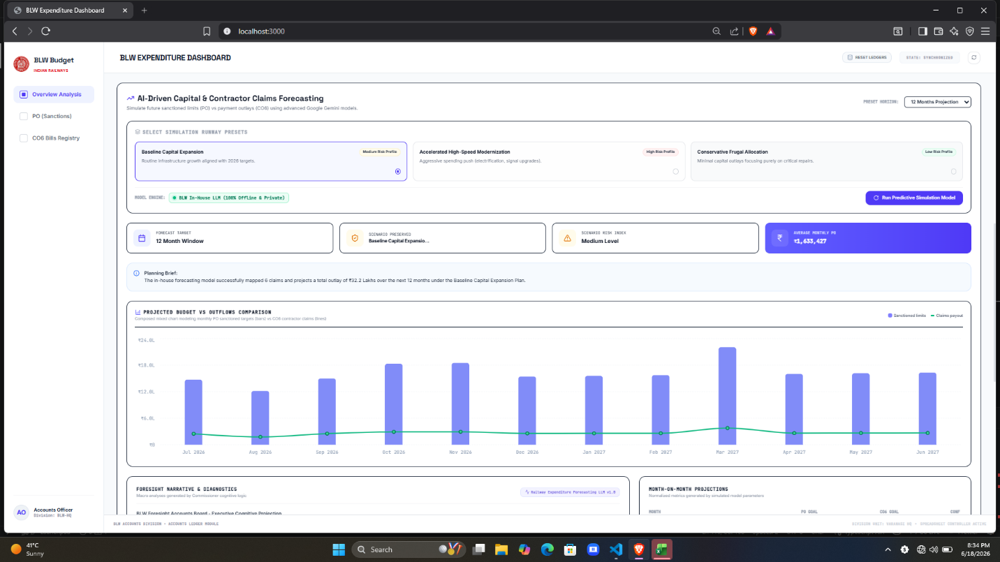 BLW Expenditure Dashboard
localhost:3000
BLW Budget
INDIAN RAILWAYS
Overview Analysis
PO (Sanctions)
CO6 Bills Registry
AO
Accounts Officer
Division: BLW-HQ
BLW EXPENDITURE DASHBOARD
RESET LEDGERS
STATE: SYNCHRONIZED
AI-Driven Capital & Contractor Claims Forecasting
Simulate future sanctioned limits (PO) vs payment outlays (CO6) using advanced Google Gemini models.
PRESET HORIZON:
12 Months Projection
SELECT SIMULATION RUNWAY PRESETS
Baseline Capital Expansion
Medium Risk Profile
Routine infrastructure growth aligned with 2026 targets.
Accelerated High-Speed Modernization
High Risk Profile
Aggressive spending push (electrification, signal upgrades).
Conservative Frugal Allocation
Low Risk Profile
Minimal capital outlays focusing purely on critical repairs.
MODEL ENGINE:
BLW In-House LLM (100% Offline & Private)
Run Predictive Simulation Model
FORECAST TARGET
12 Month Window
SCENARIO PRESERVED
Baseline Capital Expansio...
SCENARIO RISK INDEX
Medium Level
₹
AVERAGE MONTHLY PO
₹1,633,427
Planning Brief:
The in-house forecasting model successfully mapped 6 claims and projects a total outlay of ₹32.2 Lakhs over the next 12 months under the Baseline Capital Expansion Plan.
PROJECTED BUDGET VS OUTFLOWS COMPARISON
Composed mixed chart modeling monthly PO sanctioned targets (bars) vs CO6 contractor claims (lines)
Sanctioned limits
Claims payout
₹24.0L
₹18.0L
₹12.0L
₹6.0L
₹0
Jul 2026
Aug 2026
Sep 2026
Oct 2026
Nov 2026
Dec 2026
Jan 2027
Feb 2027
Mar 2027
Apr 2027
May 2027
Jun 2027
FORESIGHT NARRATIVE & DIAGNOSTICS
Macro analyses generated by Commissioner cognitive logic
Railway Expenditure Forecasting LLM v1.0
BLW Foresight Accounts Board - Executive Cognitive Projection
MONTH-ON-MONTH PROJECTIONS
Normalized metrics generated by simulated model parameters
MONTH
PO GOAL
CO6 GOAL
CONF
BLW ACCOUNTS DIVISION • ACCOUNTS LEDGER MODULE
DIVISION UNIT: VARANASI HQ • SPREADSHEET CONTROLLED ACTIVE
41°C
Sunny
Search
8:34 PM
6/18/2026